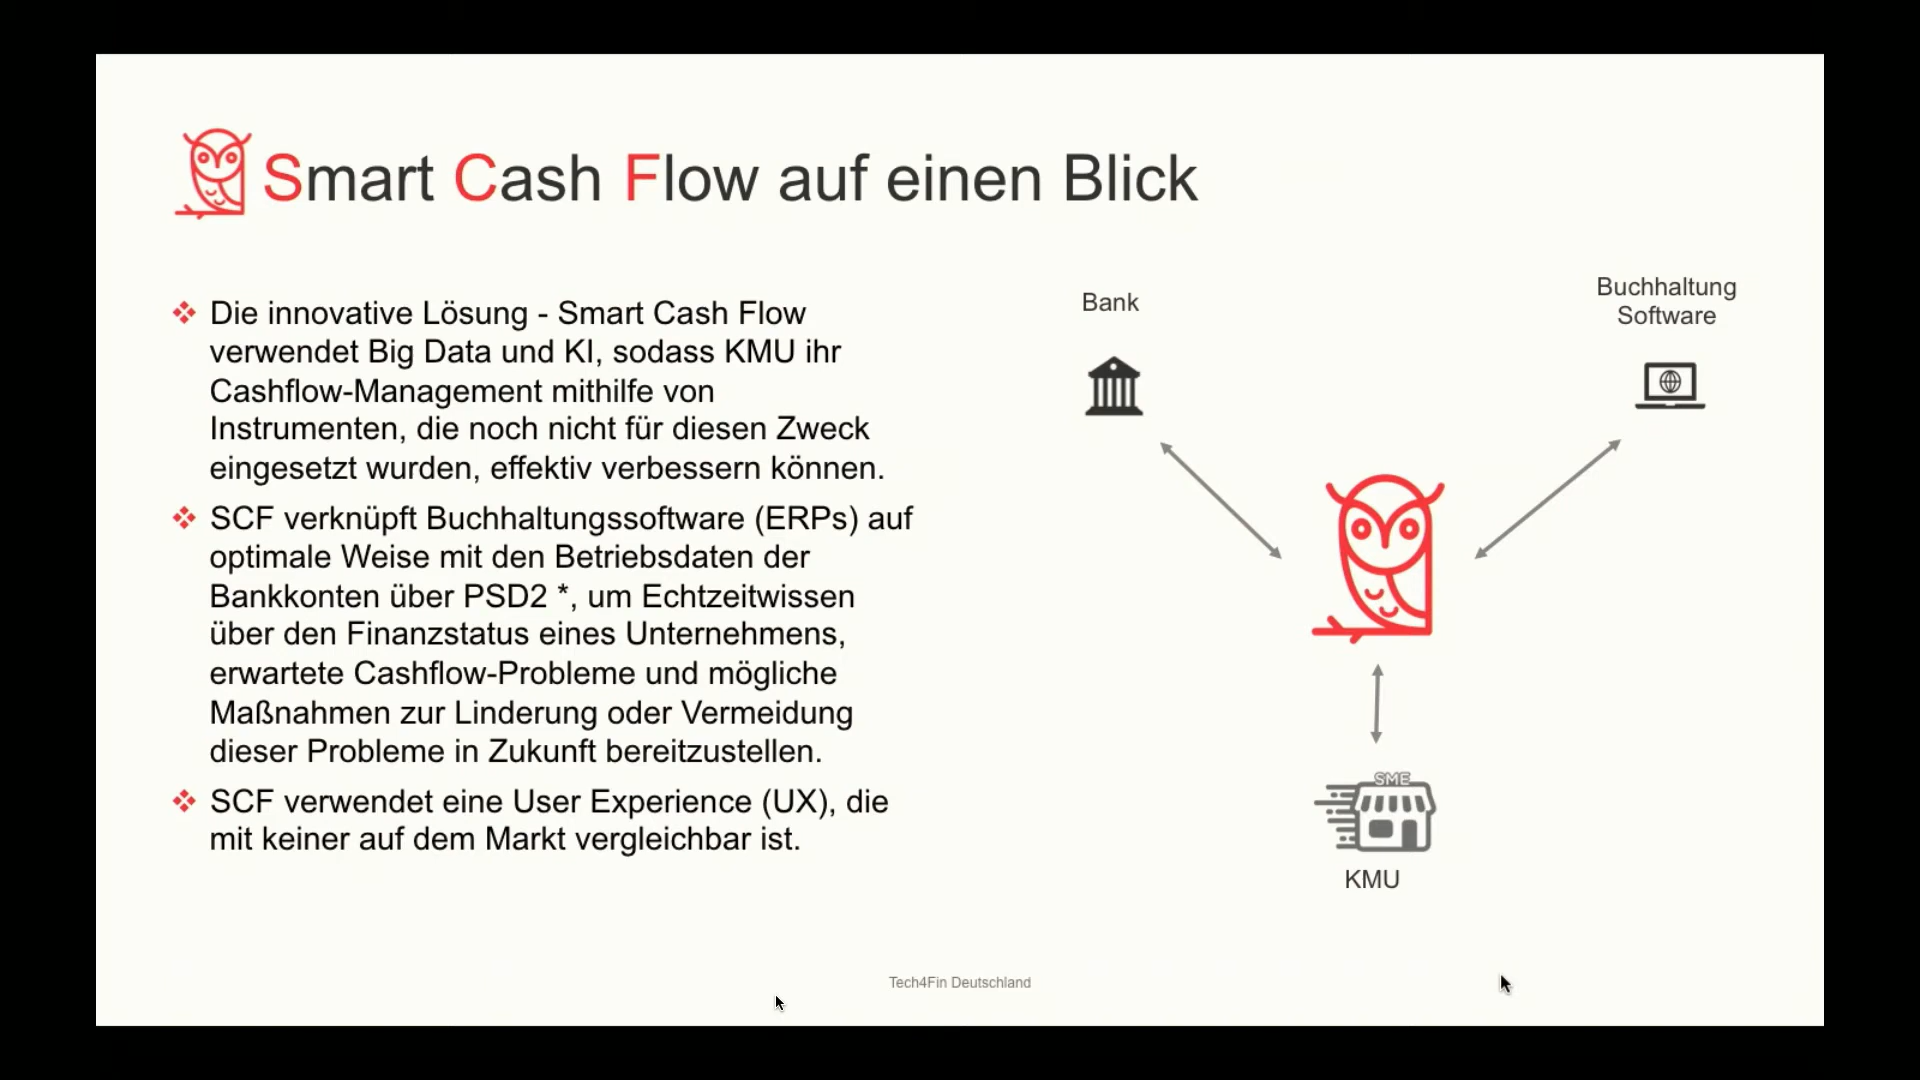 Smart Cash Flow auf einen Blick
Die innovative Lösung - Smart Cash Flow
verwendet Big Data und KI, sodass KMU ihr
Cashflow-Management mithilfe von
Instrumenten, die noch nicht für diesen Zweck
eingesetzt wurden, effektiv verbessern können.
SCF verknüpft Buchhaltungssoftware (ERPs) auf
optimale Weise mit den Betriebsdaten der
Bankkonten über PSD2 *, um Echtzeitwissen
über den Finanzstatus eines Unternehmens,
erwartete Cashflow-Probleme und mögliche
Maßnahmen zur Linderung oder Vermeidung
dieser Probleme in Zukunft bereitzustellen.
SCF verwendet eine User Experience (UX), die
mit keiner auf dem Markt vergleichbar ist.
Bank
Buchhaltung
Software
SME
KMU
Tech4Fin Deutschland